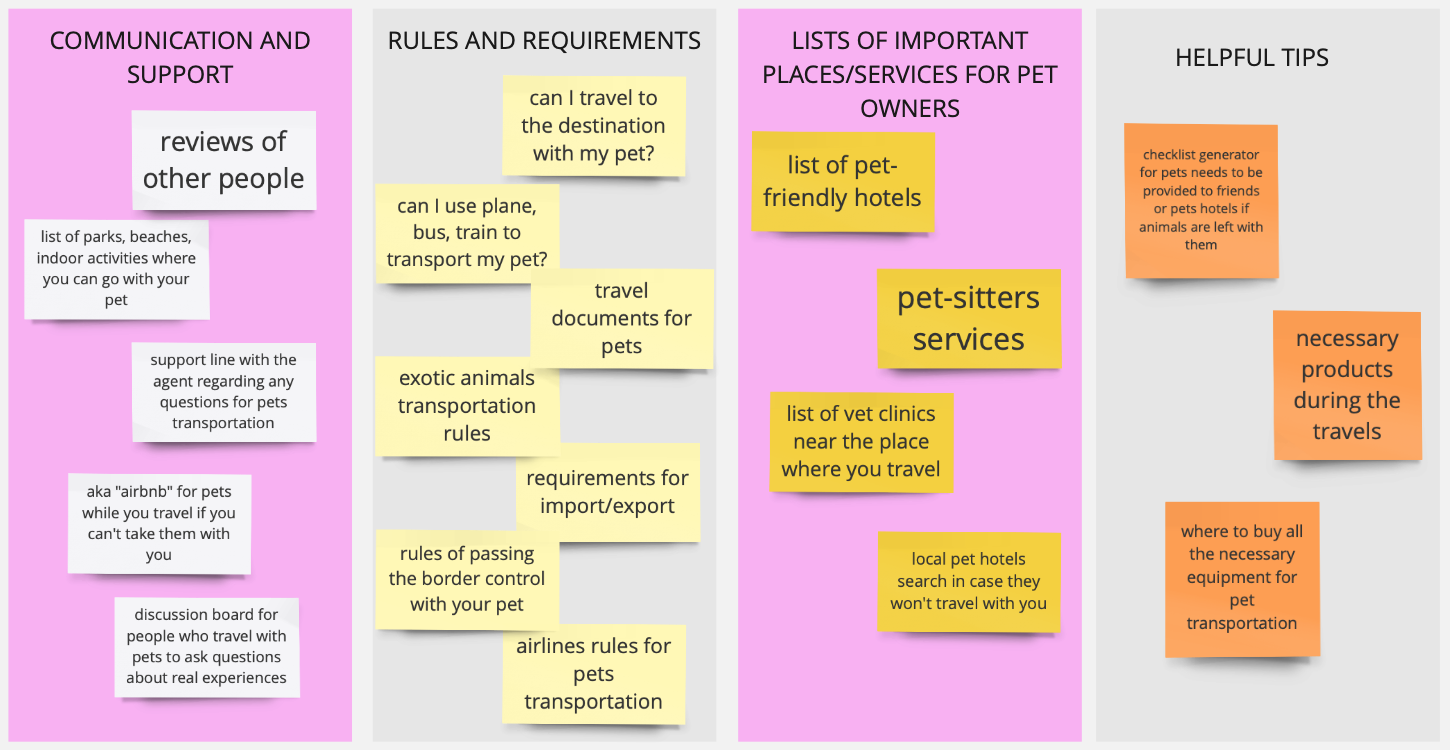 COMMUNICATION AND
SUPPORT
reviews of
other people
list of parks, beaches,
indoor activities where
you can go with your
pet
support line with the
agent regarding any
questions for pets
transportation
aka "airbnb" for pets
while you travel if you
can't take them with
you
discussion board for
people who travel with
pets to ask questions
about real experiences
RULES AND REQUIREMENTS
can I travel to
the destination
with my pet?
can I use plane,
bus, train to
transport my pet?
travel
documents for
pets
exotic animals
transportation
rules
requirements for
import/export
rules of passing
the border control
with your pet
airlines rules for
pets
transportation
LISTS OF IMPORTANT
PLACES/SERVICES FOR PET
OWNERS
list of pet-
friendly hotels
pet-sitters
services
list of vet clinics
near the place
where you travel
local pet hotels
search in case they
won't travel with you
HELPFUL TIPS
checklist generator
for pets needs to be
provided to friends
or pets hotels if
animals are left with
them
necessary
products
during the
travels
where to buy all
the necessary
equipment for
pet
transportation